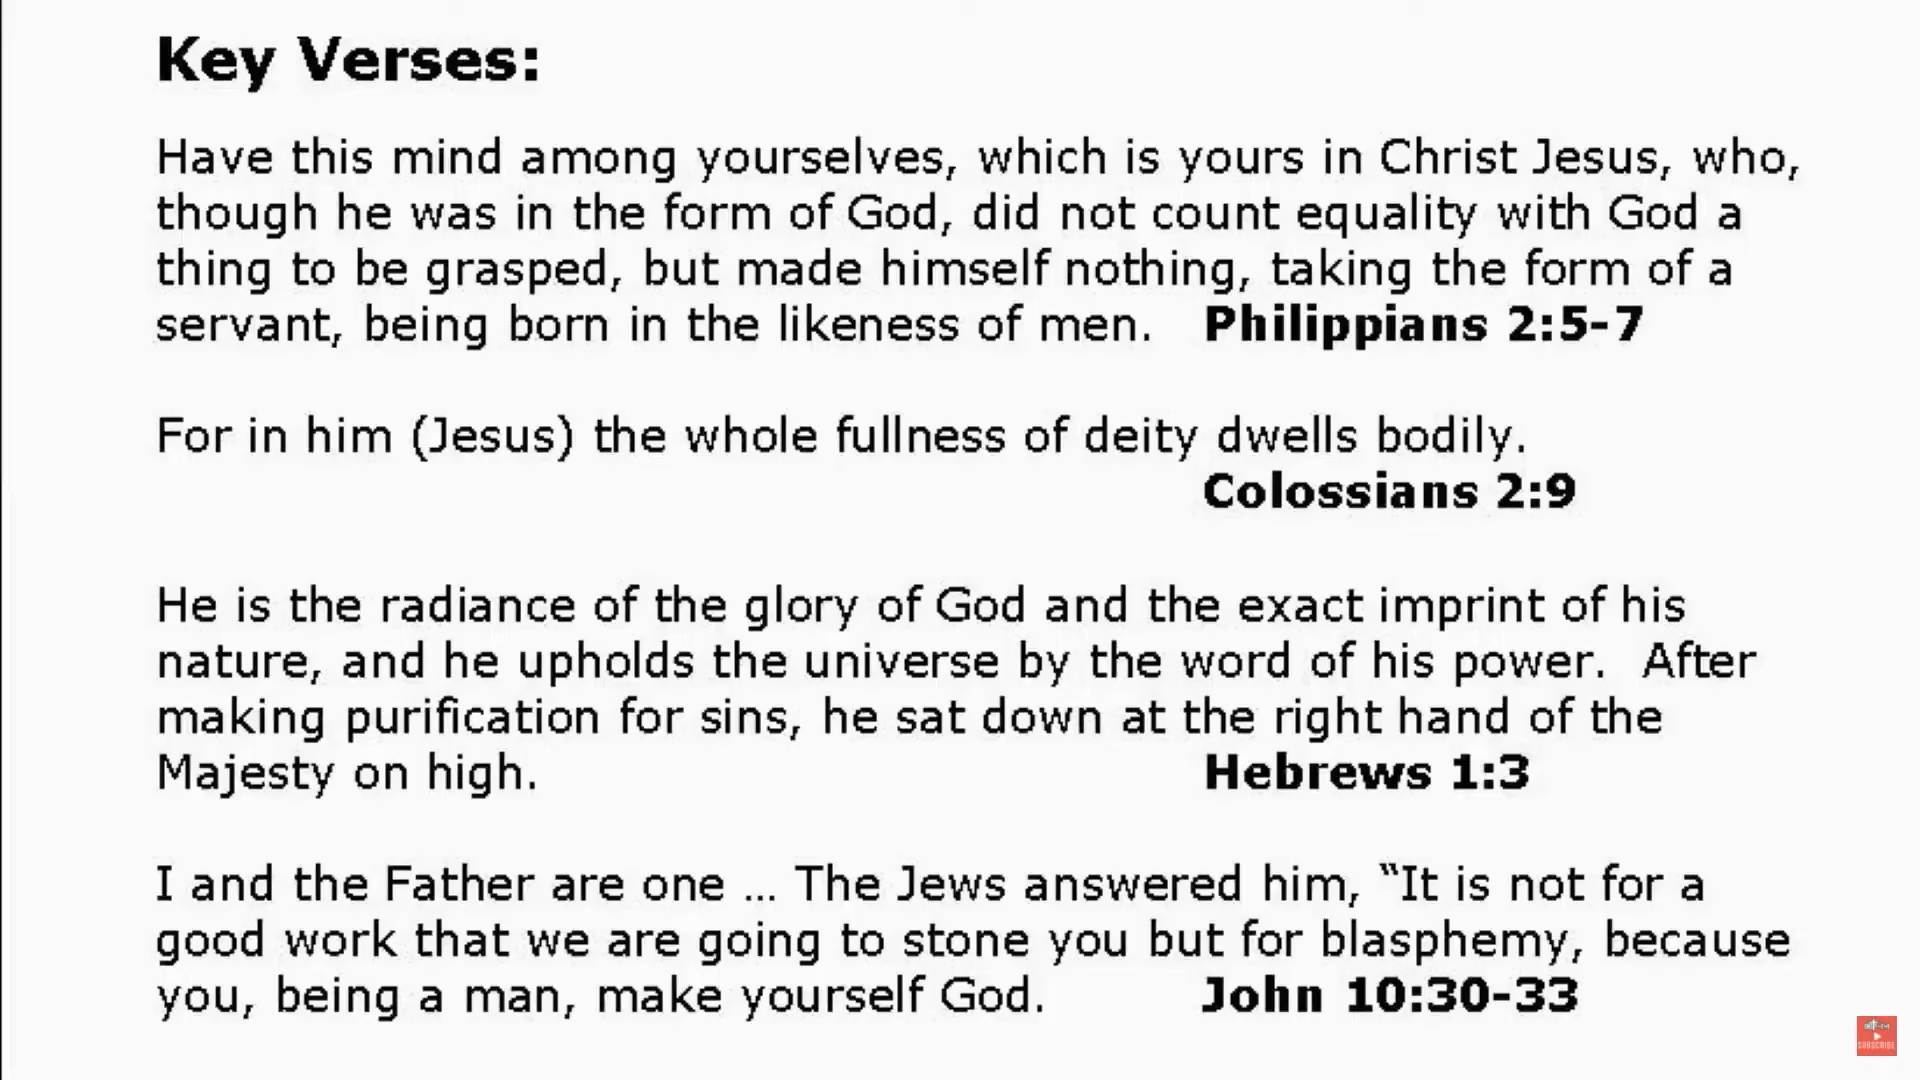 Key Verses:
Have this mind among yourselves, which is yours in Christ Jesus, who,
though he was in the form of God, did not count equality with God a
thing to be grasped, but made himself nothing, taking the form of a
servant, being born in the likeness of men. Philippians 2:5-7
For in him (Jesus) the whole fullness of deity dwells bodily.
Colossians 2:9
He is the radiance of the glory of God and the exact imprint of his
nature, and he upholds the universe by the word of his power. After
making purification for sins, he sat down at the right hand of the
Majesty on high. Hebrews 1:3
I and the Father are one … The Jews answered him, “It is not for a
good work that we are going to stone you but for blasphemy, because
you, being a man, make yourself God. John 10:30-33
SUBSCRIBE